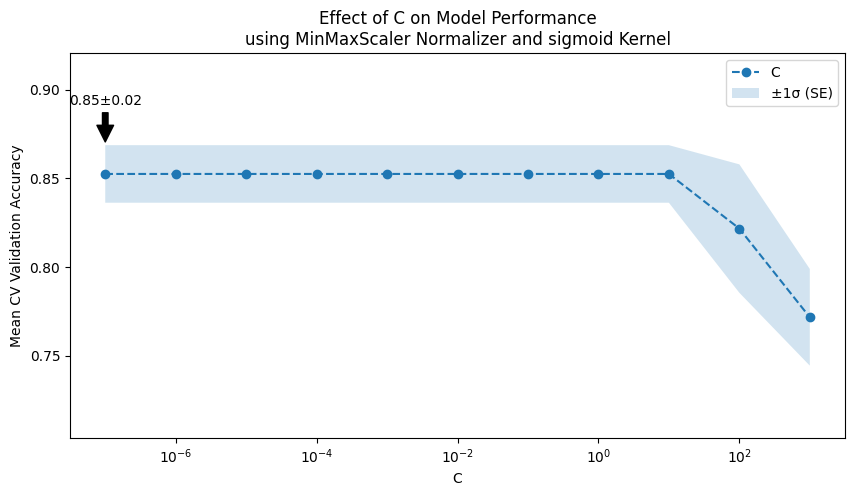 Effect of C on Model Performance
using MinMaxScaler Normalizer and sigmoid Kernel
C
±1σ (SE)
0.85±0.02
Mean CV Validation Accuracy
0.90
0.85
0.80
0.75
10⁻⁶ 10⁻⁴ 10⁻² 10⁰ 10²
C